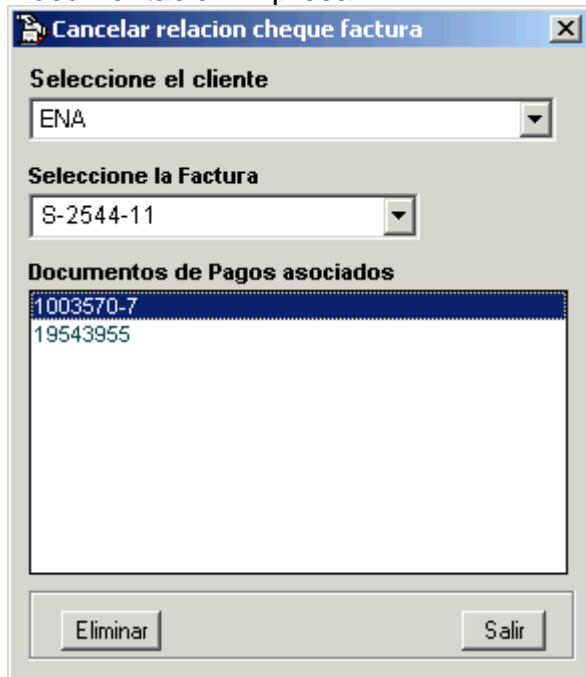 Cancelar relacion cheque factura
Seleccione el cliente
ENA
Seleccione la Factura
S-2544-11
Documentos de Pagos asociados
1003570-7
19543955
Eliminar
Salir